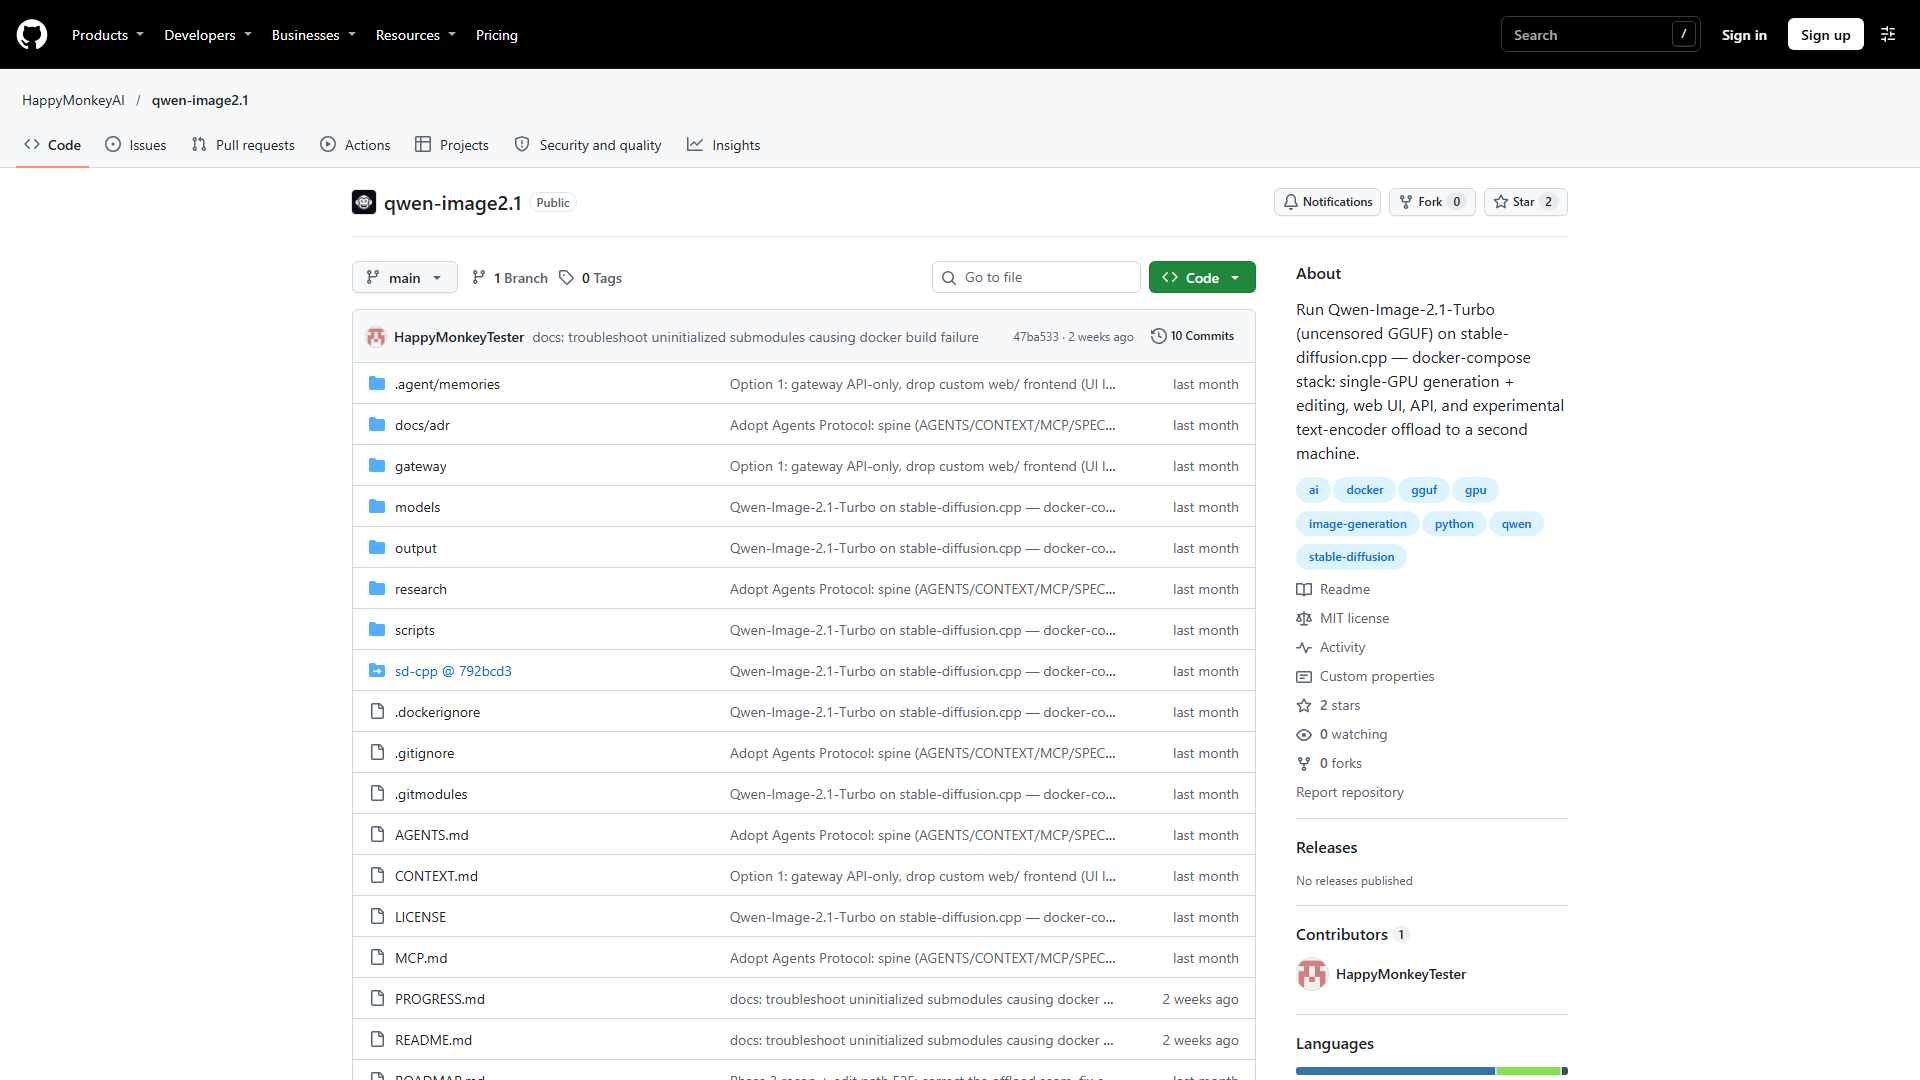 Products Developers Businesses Resources Pricing Search / Sign in Sign up
HappyMonkeyAI / qwen-image2.1
Code Issues Pull requests Actions Projects Security and quality Insights
qwen-image2.1 Public Notifications Fork 0 Star 2
main 1 Branch 0 Tags Go to file Code
HappyMonkeyTester docs: troubleshoot uninitialized submodules causing docker build failure 47ba533 · 2 weeks ago 10 Commits
.agent/memories Option 1: gateway API-only, drop custom web/ frontend (UI I... last month
docs/adr Adopt Agents Protocol: spine (AGENTS/CONTEXT/MCP/SPEC... last month
gateway Option 1: gateway API-only, drop custom web/ frontend (UI I... last month
models Qwen-Image-2.1-Turbo on stable-diffusion.cpp — docker-co... last month
output Qwen-Image-2.1-Turbo on stable-diffusion.cpp — docker-co... last month
research Adopt Agents Protocol: spine (AGENTS/CONTEXT/MCP/SPEC... last month
scripts Qwen-Image-2.1-Turbo on stable-diffusion.cpp — docker-co... last month
sd-cpp @ 792bcd3 Qwen-Image-2.1-Turbo on stable-diffusion.cpp — docker-co... last month
.dockerignore Qwen-Image-2.1-Turbo on stable-diffusion.cpp — docker-co... last month
.gitignore Adopt Agents Protocol: spine (AGENTS/CONTEXT/MCP/SPEC... last month
.gitmodules Qwen-Image-2.1-Turbo on stable-diffusion.cpp — docker-co... last month
AGENTS.md Adopt Agents Protocol: spine (AGENTS/CONTEXT/MCP/SPEC... last month
CONTEXT.md Option 1: gateway API-only, drop custom web/ frontend (UI I... last month
LICENSE Qwen-Image-2.1-Turbo on stable-diffusion.cpp — docker-co... last month
MCP.md Adopt Agents Protocol: spine (AGENTS/CONTEXT/MCP/SPEC... last month
PROGRESS.md docs: troubleshoot uninitialized submodules causing docker ... 2 weeks ago
README.md docs: troubleshoot uninitialized submodules causing docker ... 2 weeks ago
About
Run Qwen-Image-2.1-Turbo
(uncensored GGUF) on stable-
diffusion.cpp — docker-compose
stack: single-GPU generation +
editing, web UI, API, and experimental
text-encoder offload to a second
machine.
ai docker gguf gpu
image-generation python qwen
stable-diffusion
Readme
MIT license
Activity
Custom properties
2 stars
0 watching
0 forks
Report repository
Releases
No releases published
Contributors 1
HappyMonkeyTester
Languages